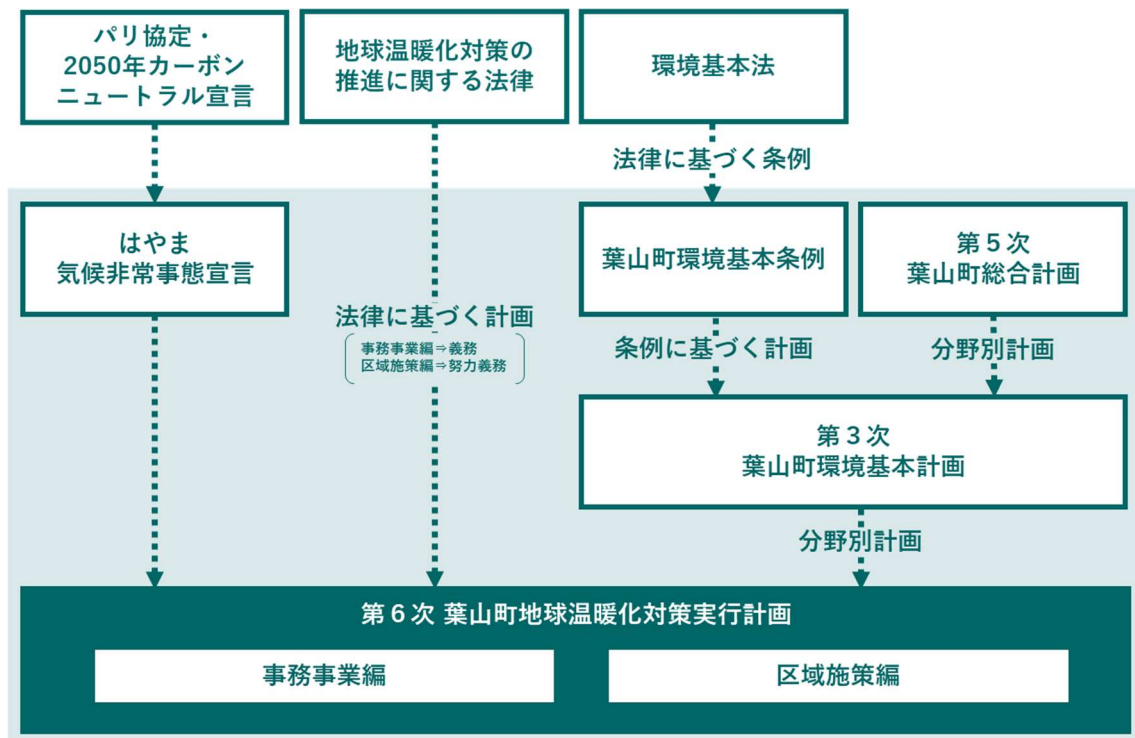 パリ協定・
2050年カーボン
ニュートラル宣言
地球温暖化対策の
推進に関する法律
環境基本法
法律に基づく条例
はやま
気候非常事態宣言
葉山町環境基本条例
第５次
葉山町総合計画
法律に基づく計画
事務事業編⇒義務
区域施策編⇒努力義務
条例に基づく計画
分野別計画
第３次
葉山町環境基本計画
分野別計画
第６次 葉山町地球温暖化対策実行計画
事務事業編
区域施策編